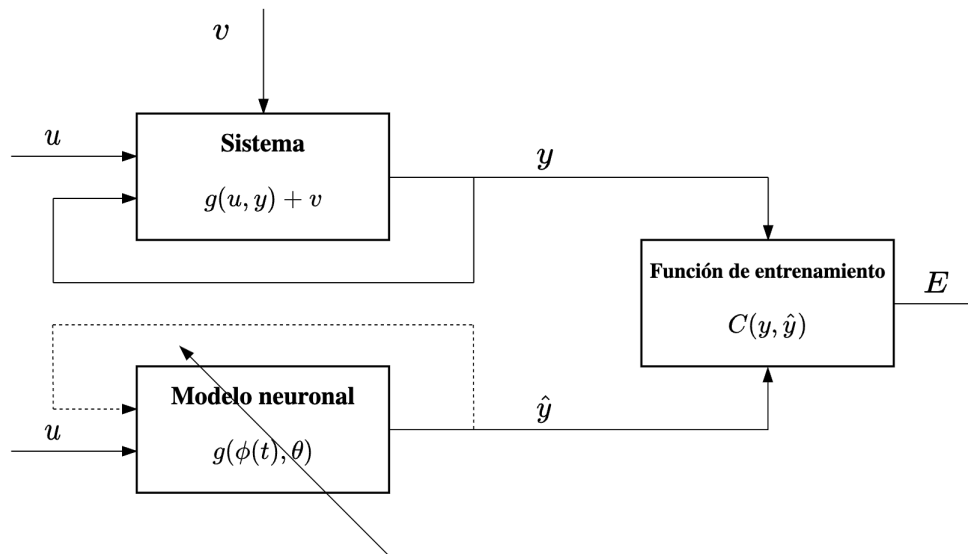 v
u
Sistema
y
g(u, y) + v
Función de entrenamiento
E
C(y, ŷ)
Modelo neuronal
ŷ
u
g(ϕ(t), θ)